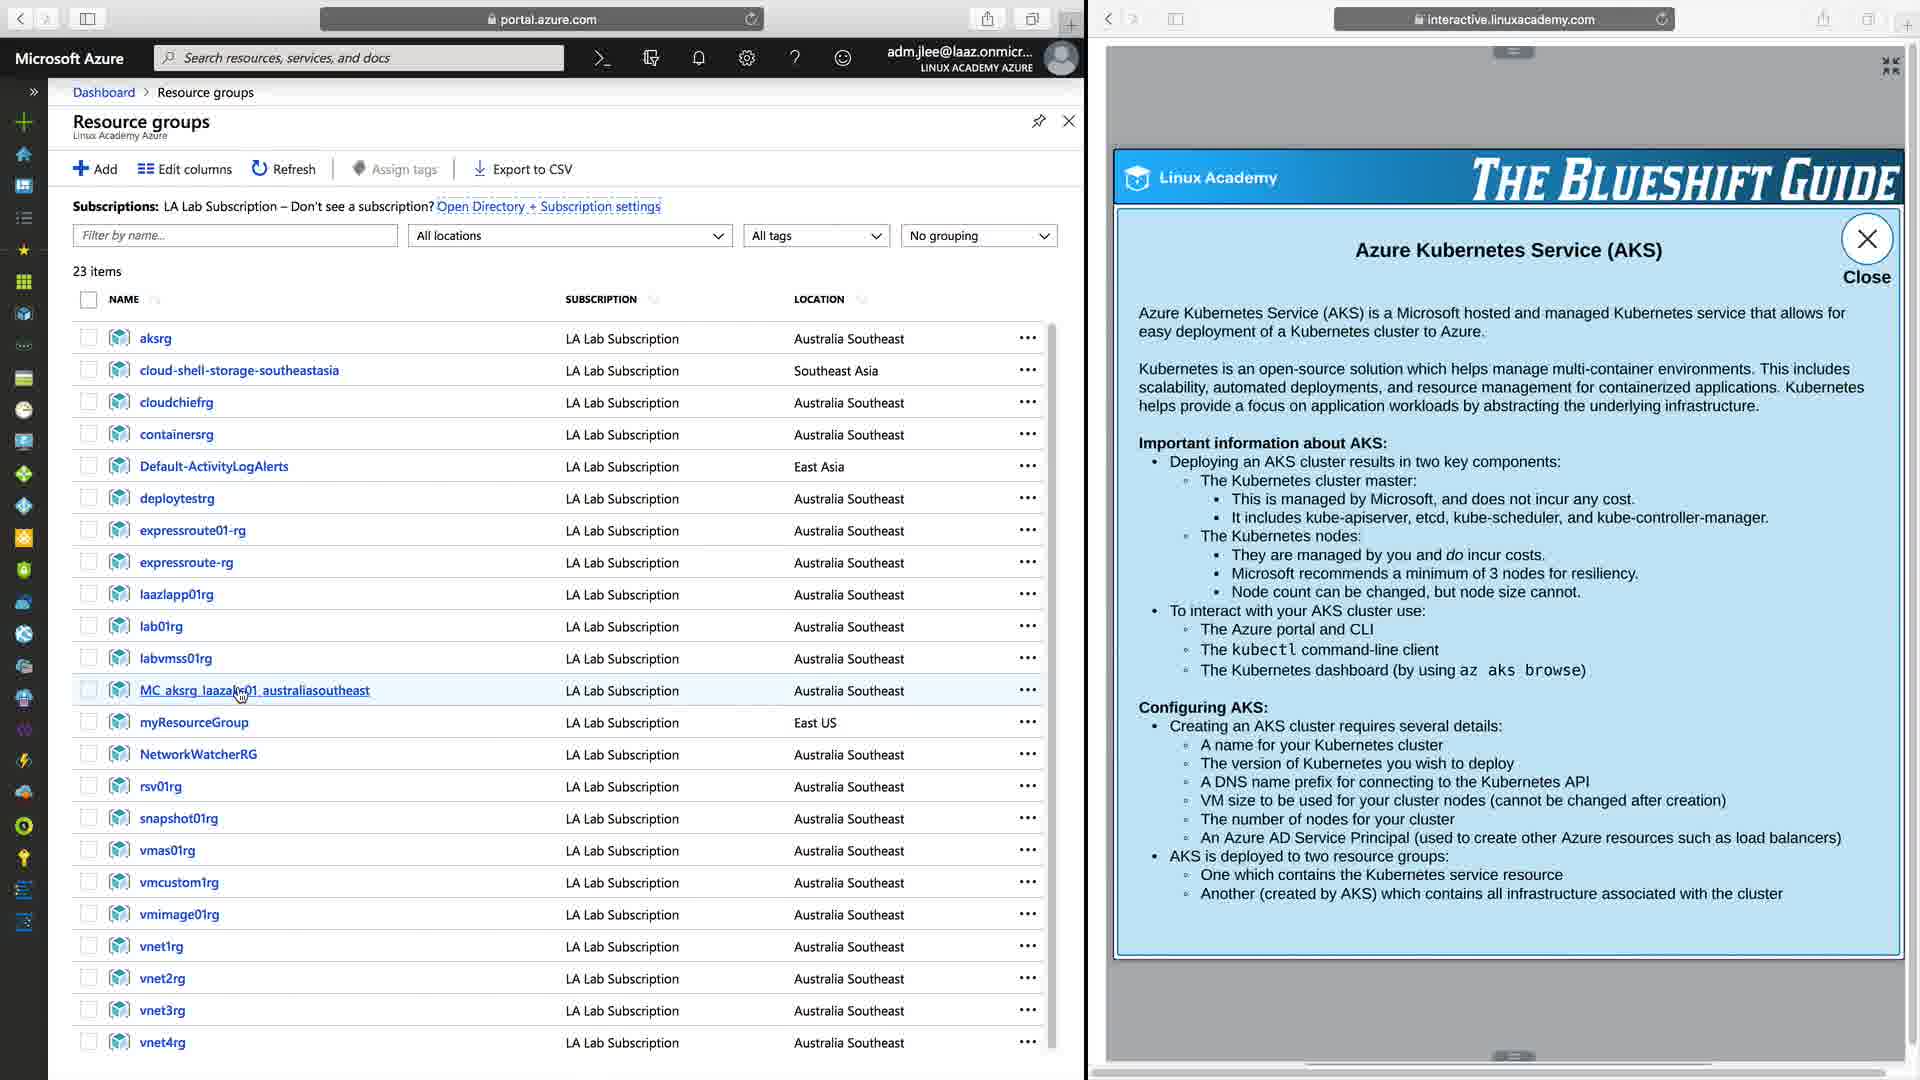 portal.azure.com
Microsoft Azure
Search resources, services, and docs
adm.jlee@laaz.onmicr...
LINUX ACADEMY AZURE
Dashboard > Resource groups
Resource groups
Linux Academy Azure
Add
Edit columns
Refresh
Assign tags
Export to CSV
Subscriptions: LA Lab Subscription – Don't see a subscription? Open Directory + Subscription settings
Filter by name...
All locations
All tags
No grouping
23 items
NAME SUBSCRIPTION LOCATION
aksrg LA Lab Subscription Australia Southeast
cloud-shell-storage-southeastasia LA Lab Subscription Southeast Asia
cloudchiefrg LA Lab Subscription Australia Southeast
containersrg LA Lab Subscription Australia Southeast
Default-ActivityLogAlerts LA Lab Subscription East Asia
deploytestrg LA Lab Subscription Australia Southeast
expressroute01-rg LA Lab Subscription Australia Southeast
expressroute-rg LA Lab Subscription Australia Southeast
laazlapp01rg LA Lab Subscription Australia Southeast
lab01rg LA Lab Subscription Australia Southeast
labvmss01rg LA Lab Subscription Australia Southeast
MC_aksrg_laazaks01_australiasoutheast LA Lab Subscription Australia Southeast
myResourceGroup LA Lab Subscription East US
NetworkWatcherRG LA Lab Subscription Australia Southeast
rsv01rg LA Lab Subscription Australia Southeast
snapshot01rg LA Lab Subscription Australia Southeast
vmas01rg LA Lab Subscription Australia Southeast
vmcustom1rg LA Lab Subscription Australia Southeast
vmimage01rg LA Lab Subscription Australia Southeast
vnet1rg LA Lab Subscription Australia Southeast
vnet2rg LA Lab Subscription Australia Southeast
vnet3rg LA Lab Subscription Australia Southeast
vnet4rg LA Lab Subscription Australia Southeast
interactive.linuxacademy.com
Linux Academy
THE BLUESHIFT GUIDE
Azure Kubernetes Service (AKS)
Close
Azure Kubernetes Service (AKS) is a Microsoft hosted and managed Kubernetes service that allows for
easy deployment of a Kubernetes cluster to Azure.
Kubernetes is an open-source solution which helps manage multi-container environments. This includes
scalability, automated deployments, and resource management for containerized applications. Kubernetes
helps provide a focus on application workloads by abstracting the underlying infrastructure.
Important information about AKS:
• Deploying an AKS cluster results in two key components:
◦ The Kubernetes cluster master:
▪ This is managed by Microsoft, and does not incur any cost.
▪ It includes kube-apiserver, etcd, kube-scheduler, and kube-controller-manager.
◦ The Kubernetes nodes:
▪ They are managed by you and do incur costs.
▪ Microsoft recommends a minimum of 3 nodes for resiliency.
▪ Node count can be changed, but node size cannot.
• To interact with your AKS cluster use:
◦ The Azure portal and CLI
◦ The kubectl command-line client
◦ The Kubernetes dashboard (by using az aks browse)
Configuring AKS:
• Creating an AKS cluster requires several details:
◦ A name for your Kubernetes cluster
◦ The version of Kubernetes you wish to deploy
◦ A DNS name prefix for connecting to the Kubernetes API
◦ VM size to be used for your cluster nodes (cannot be changed after creation)
◦ The number of nodes for your cluster
◦ An Azure AD Service Principal (used to create other Azure resources such as load balancers)
• AKS is deployed to two resource groups:
◦ One which contains the Kubernetes service resource
◦ Another (created by AKS) which contains all infrastructure associated with the cluster